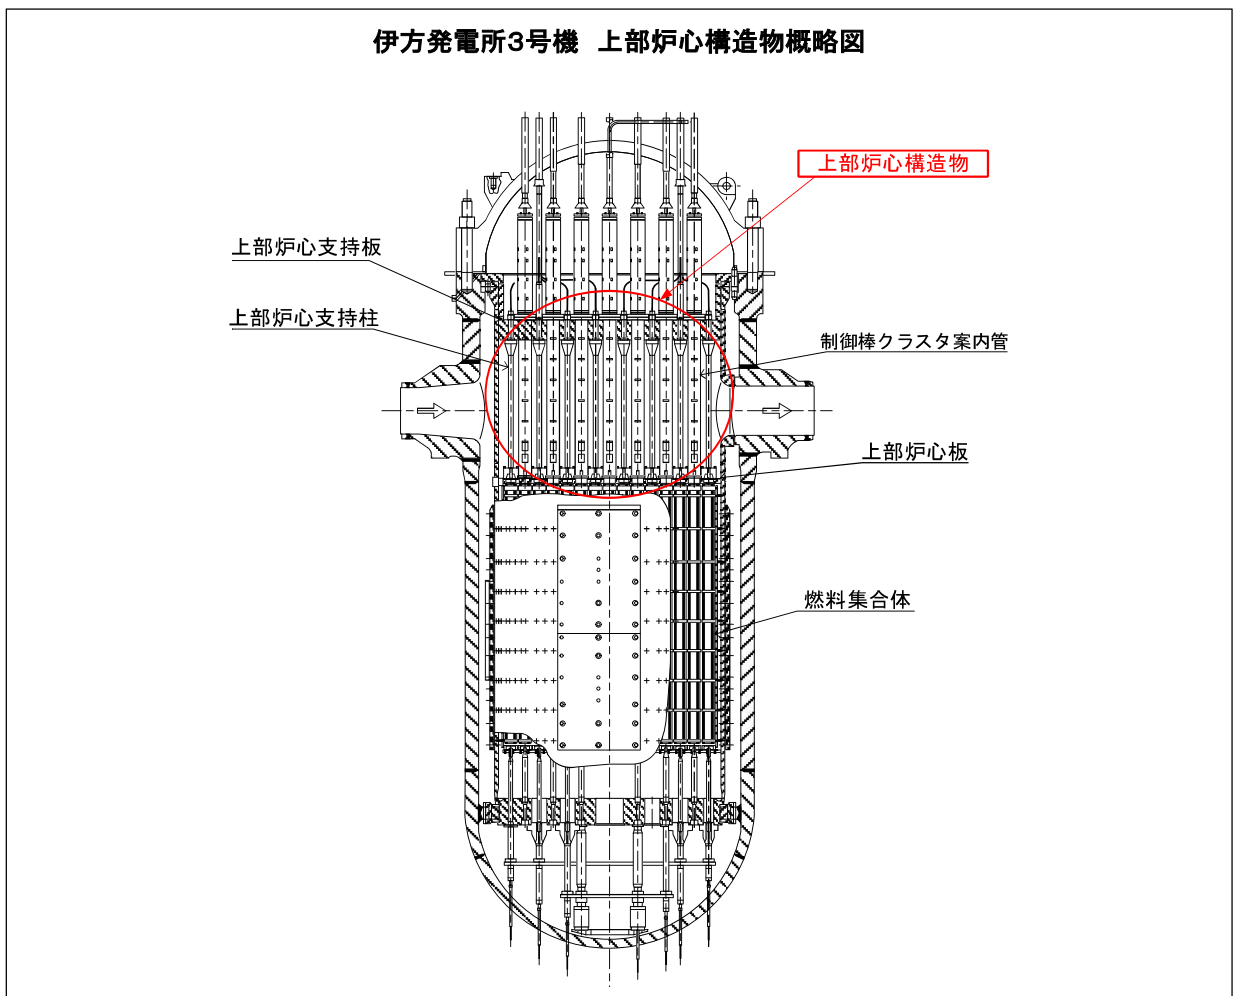 伊方発電所3号機 上部炉心構造物概略図
上部炉心構造物
上部炉心支持板
上部炉心支持柱
制御棒クラスタ案内管
上部炉心板
燃料集合体